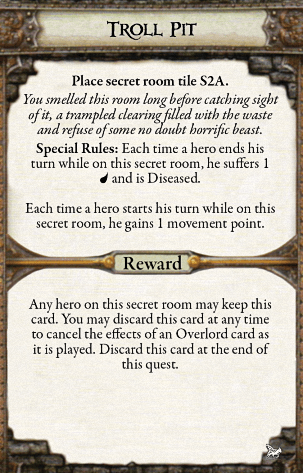 Troll Pit
Place secret room tile S2A.
You smelled this room long before catching sight
of it, a trampled clearing filled with the waste
and refuse of some no doubt horrific beast.
Special Rules: Each time a hero ends his
turn while on this secret room, he suffers 1
and is Diseased.
Each time a hero starts his turn while on this
secret room, he gains 1 movement point.
Reward
Any hero on this secret room may keep this
card. You may discard this card at any time
to cancel the effects of an Overlord card as
it is played. Discard this card at the end of
this quest.